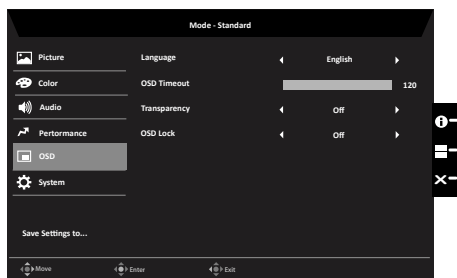 Mode - Standard
Picture
Language
English
Color
OSD Timeout
120
Audio
Transparency
Off
Pertormance
OSD Lock
Off
OSD
System
Save Settings to...
Move
Enter
Exit